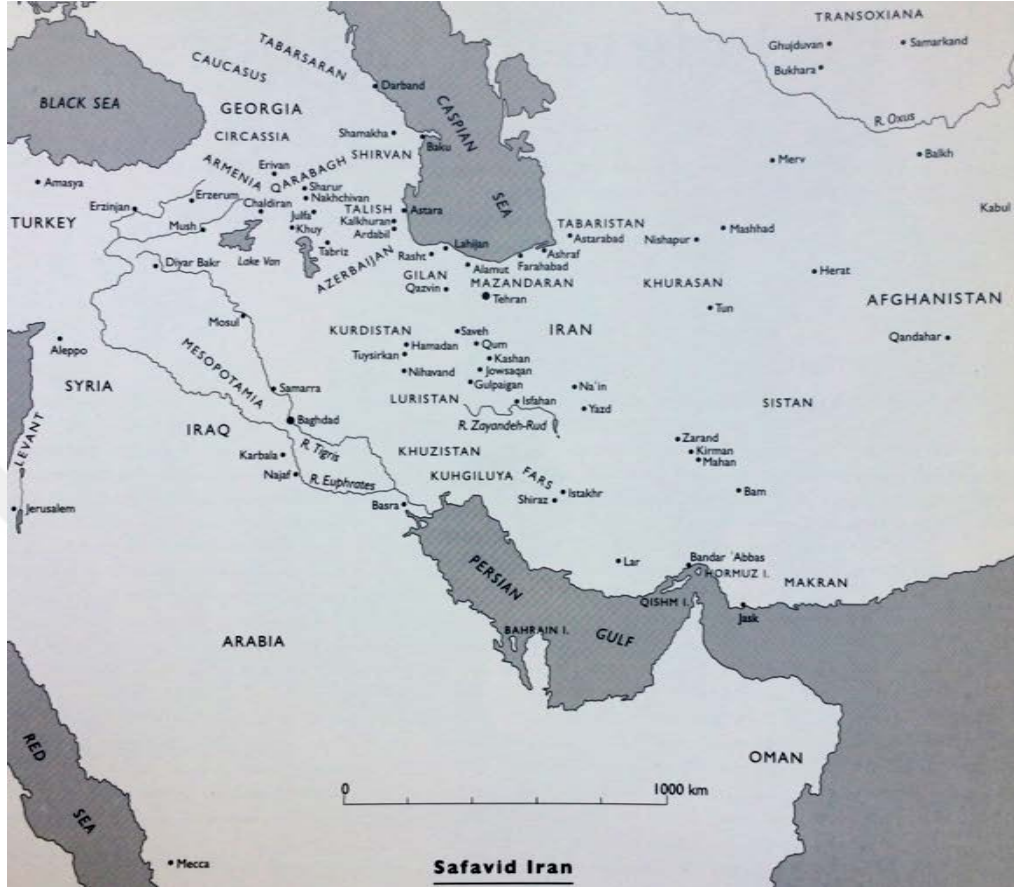 TRANSOXIANA
Ghujduvan
Samarkand
Bukhara
TABARSARAN
CAUCASUS
Darband
BLACK SEA
CASPIAN
SEA
GEORGIA
R. Oxus
CIRCASSIA
Shamakha
Baku
SHIRVAN
Merv
Balkh
ARMENIA
Erivan
QARABAGH
Amasya
Sharur
Nakhchivan
Erzerum
Chaldiran
Erzinjan
Julfa
TALISH
Astara
Kabul
TURKEY
Mush
Khuy
Kalkhuran
Ardabil
TABARISTAN
Astarabad
Nishapur
Mashhad
Lake Van
Tabriz
AZERBAIJAN
Rasht
Lahijan
Ashraf
Farahabad
Diyar Bakr
Alamut
GILAN
Qazvin
MAZANDARAN
Tehran
KHURASAN
Herat
AFGHANISTAN
Tun
Mosul
KURDISTAN
Saveh
IRAN
Qandahar
Aleppo
Hamadan
Qum
Tuysirkan
Kashan
MESOPOTAMIA
Nihavand
Jowsaqan
SYRIA
Samarra
Gulpaigan
Na'in
LURISTAN
Isfahan
Yazd
SISTAN
Baghdad
R. Zayandeh-Rud
LEVANT
IRAQ
R. Tigris
Zarand
Karbala
KHUZISTAN
Kirman
Mahan
Najaf
R. Euphrates
KUHGILUYA
FARS
Istakhr
Bam
Basra
Shiraz
Jerusalem
Lar
Bandar 'Abbas
HORMUZ I.
PERSIAN
GULF
MAKRAN
QISHM I.
Jask
BAHRAIN I.
ARABIA
RED
SEA
OMAN
0 1000 km
Mecca
Safavid Iran